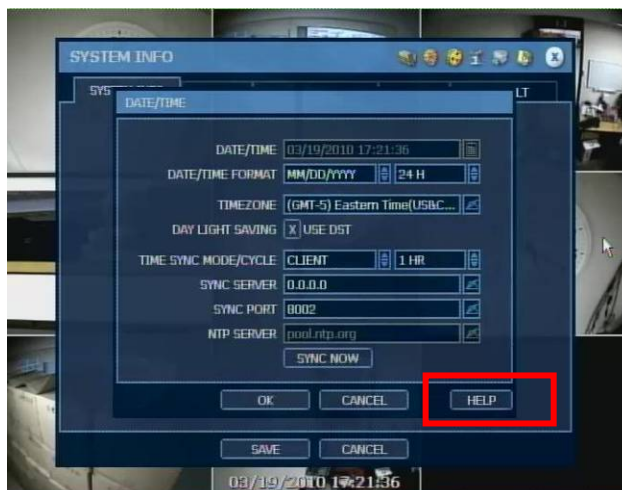 SYSTEM INFO
LT
DATE/TIME
DATE/TIME 03/19/2010 17:21:36
DATE/TIME FORMAT MM/DD/YYYY 24 H
TIMEZONE (GMT-5) Eastern Time(US&C...
DAY LIGHT SAVING X USE DST
TIME SYNC MODE/CYCLE CLIENT 1 HR
SYNC SERVER 0.0.0.0
SYNC PORT 8002
NTP SERVER pool.ntp.org
SYNC NOW
OK CANCEL HELP
SAVE CANCEL
03/19/2010 17:21:36